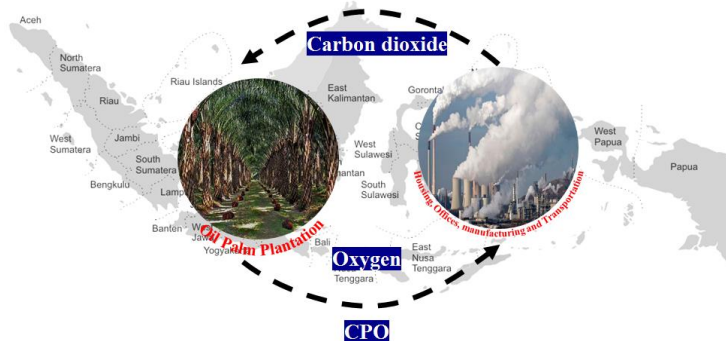 Aceh
Carbon dioxide
North
Sumatera
Riau Islands
Riau
East
Kalimantan
West
Sumatera
Jambi
South
Sumatera
Bengkulu
West
Sulawesi
South
Sulawesi
West
Papua
Papua
Banten
Bali
Oil Palm Plantation
Housing, Offices, manufacturing and Transportation
Oxygen
East
Nusa
Tenggara
Tenggara
CPO